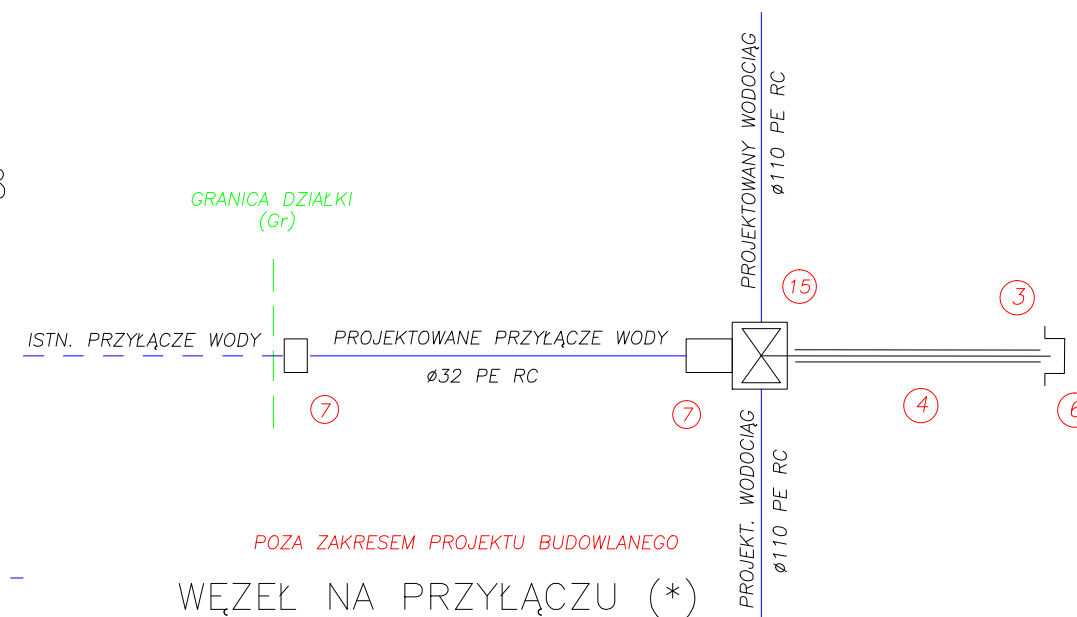 PROJEKTOWANY WODOCIĄG
ø110 PE RC
GRANICA DZIAŁKI
(Gr)
15
3
ISTN. PRZYŁĄCZE WODY
PROJEKTOWANE PRZYŁĄCZE WODY
ø32 PE RC
7
7
4
6
PROJEKT. WODOCIĄG
ø110 PE RC
POZA ZAKRESEM PROJEKTU BUDOWLANEGO
WĘZEŁ NA PRZYŁĄCZU (*)